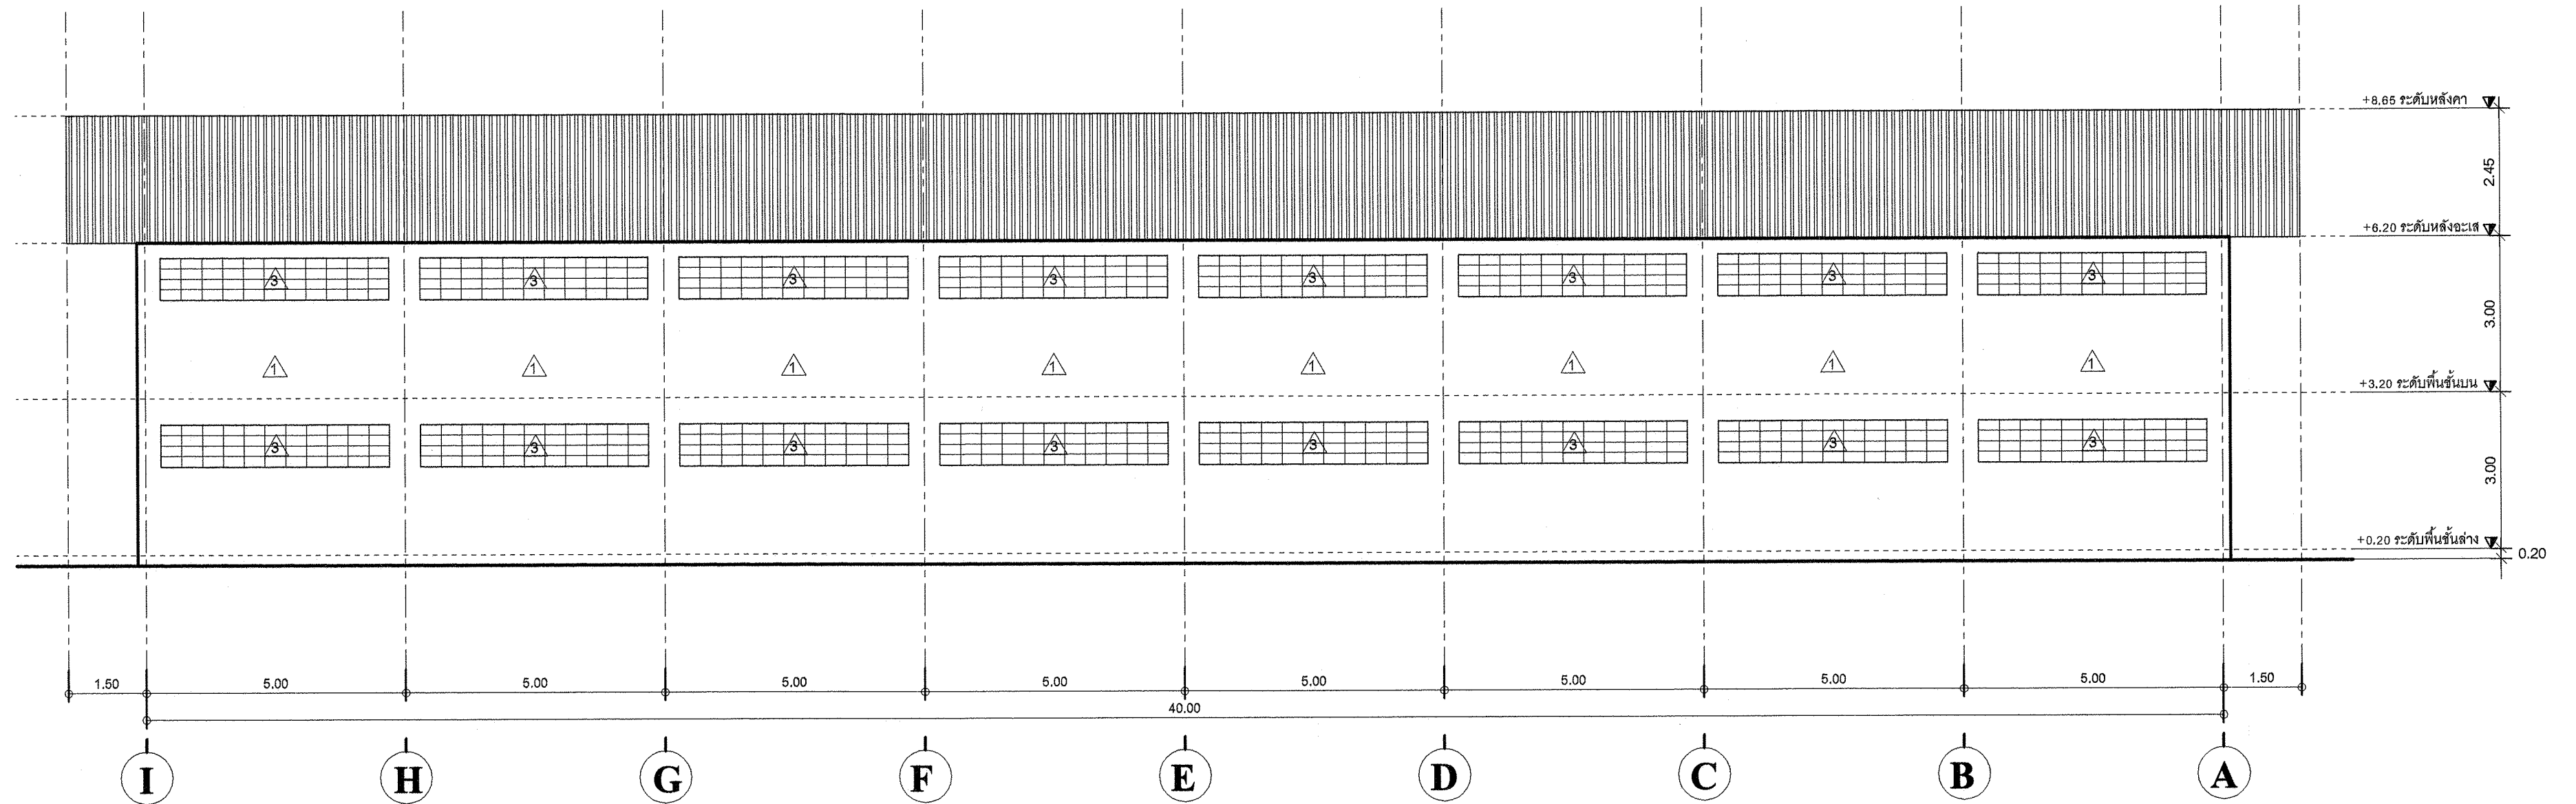 +8.65 ระดับหลังคา
2.45
+6.20 ระดับหลังอะเส
3 3 3 3 3 3 3 3
3.00
1 1 1 1 1 1 1 1
+3.20 ระดับพื้นชั้นบน
3 3 3 3 3 3 3 3
3.00
+0.20 ระดับพื้นชั้นล่าง
0.20
1.50 5.00 5.00 5.00 5.00 5.00 5.00 5.00 5.00 1.50
40.00
I H G F E D C B A